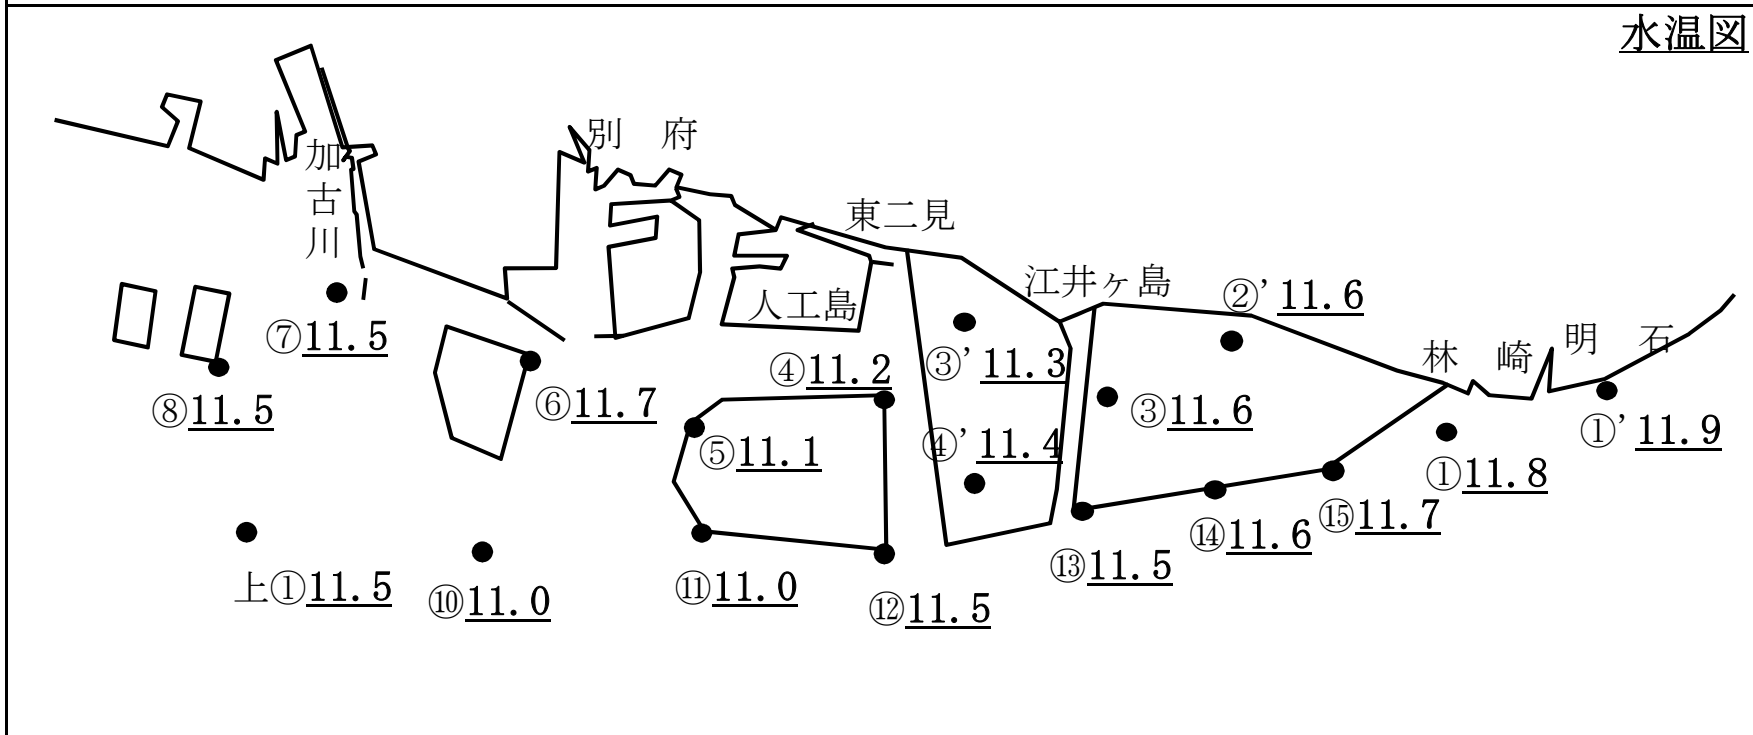 水温図
別 府
加古川
東二見
江井ヶ島
②’11.6
人工島
⑦11.5
③’11.3
林 崎
明 石
④11.2
⑧11.5
⑥11.7
③11.6
①’11.9
⑤11.1
④’11.4
①11.8
⑮11.7
⑭11.6
⑬11.5
上①11.5
⑩11.0
⑪11.0
⑫11.5